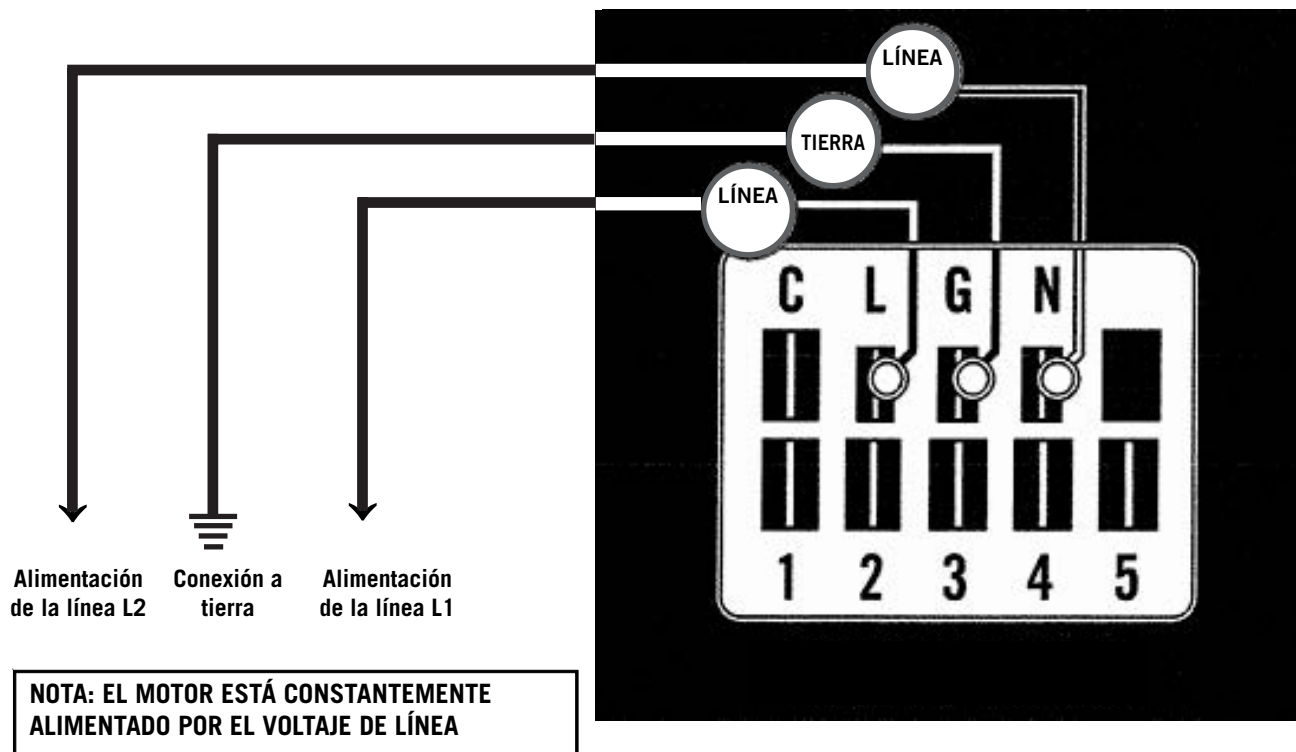 LÍNEA
TIERRA
LÍNEA
C L G N
1 2 3 4 5
Alimentación
de la línea L2
Conexión a
tierra
Alimentación
de la línea L1
NOTA: EL MOTOR ESTÁ CONSTANTEMENTE
ALIMENTADO POR EL VOLTAJE DE LÍNEA